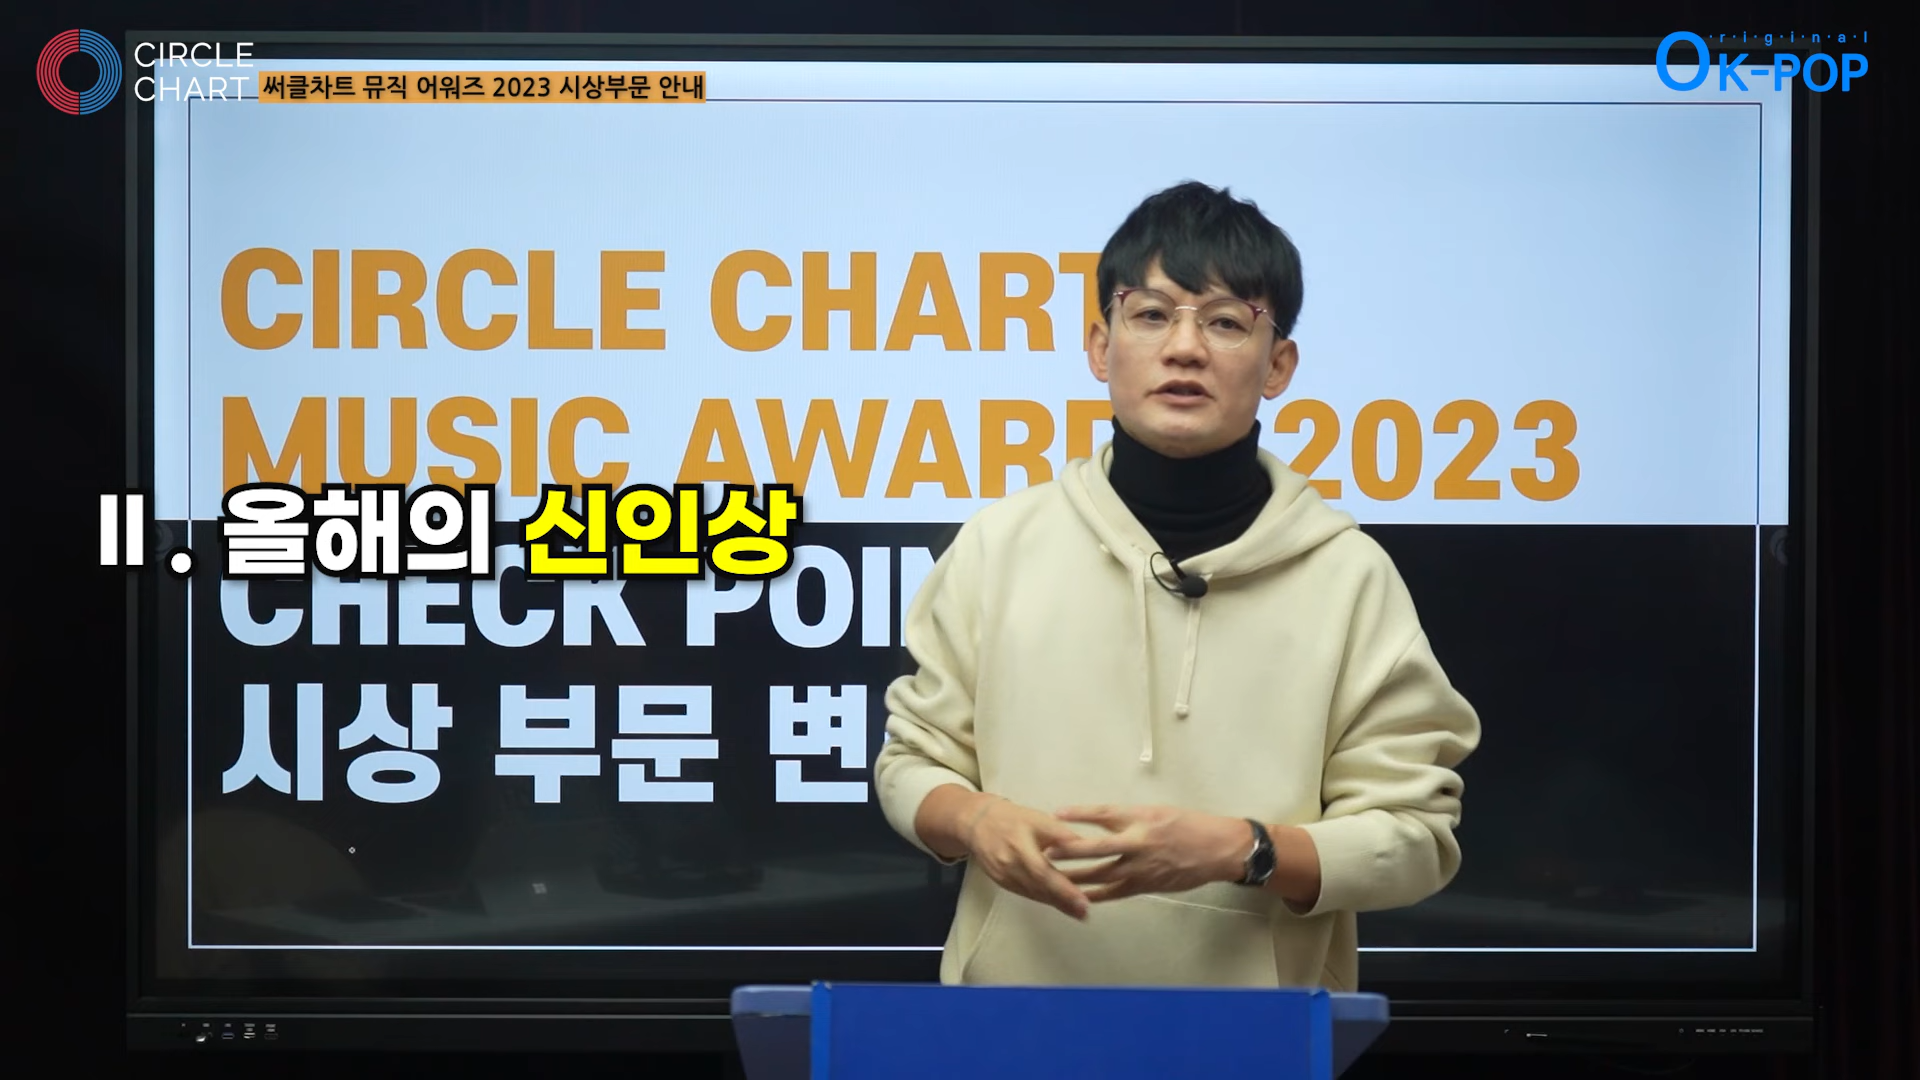 CIRCLE
CHART
써클차트 뮤직 어워즈 2023 시상부문 안내
original
OK-POP
CIRCLE CHART
MUSIC AWARD 2023
Ⅱ. 올해의 신인상
CHECK POIN
시상 부문 변